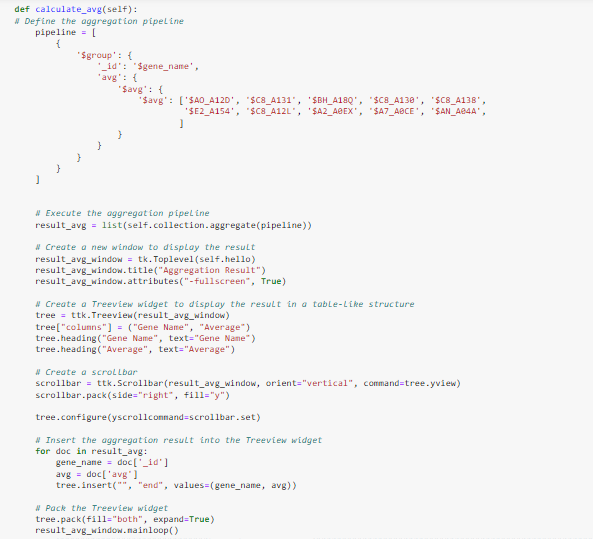 def calculate_avg(self):
# Define the aggregation pipeline
    pipeline = [
        {
            '$group': {
                '_id': '$gene_name',
                'avg': {
                    '$avg': {
                        '$avg': ['$AO_A12D', '$C8_A131', '$BH_A18Q', '$C8_A130', '$C8_A138',
                                 '$E2_A154', '$C8_A12L', '$A2_A0EX', '$A7_A0CE', '$AN_A04A',
                                ]
                    }
                }
            }
        }
    ]
    # Execute the aggregation pipeline
    result_avg = list(self.collection.aggregate(pipeline))
    # Create a new window to display the result
    result_avg_window = tk.Toplevel(self.hello)
    result_avg_window.title("Aggregation Result")
    result_avg_window.attributes("-fullscreen", True)
    # Create a Treeview widget to display the result in a table-like structure
    tree = ttk.Treeview(result_avg_window)
    tree["columns"] = ("Gene Name", "Average")
    tree.heading("Gene Name", text="Gene Name")
    tree.heading("Average", text="Average")
    # Create a scrollbar
    scrollbar = ttk.Scrollbar(result_avg_window, orient="vertical", command=tree.yview)
    scrollbar.pack(side="right", fill="y")
    tree.configure(yscrollcommand=scrollbar.set)
    # Insert the aggregation result into the Treeview widget
    for doc in result_avg:
        gene_name = doc['_id']
        avg = doc['avg']
        tree.insert("", "end", values=(gene_name, avg))
    # Pack the Treeview widget
    tree.pack(fill="both", expand=True)
    result_avg_window.mainloop()